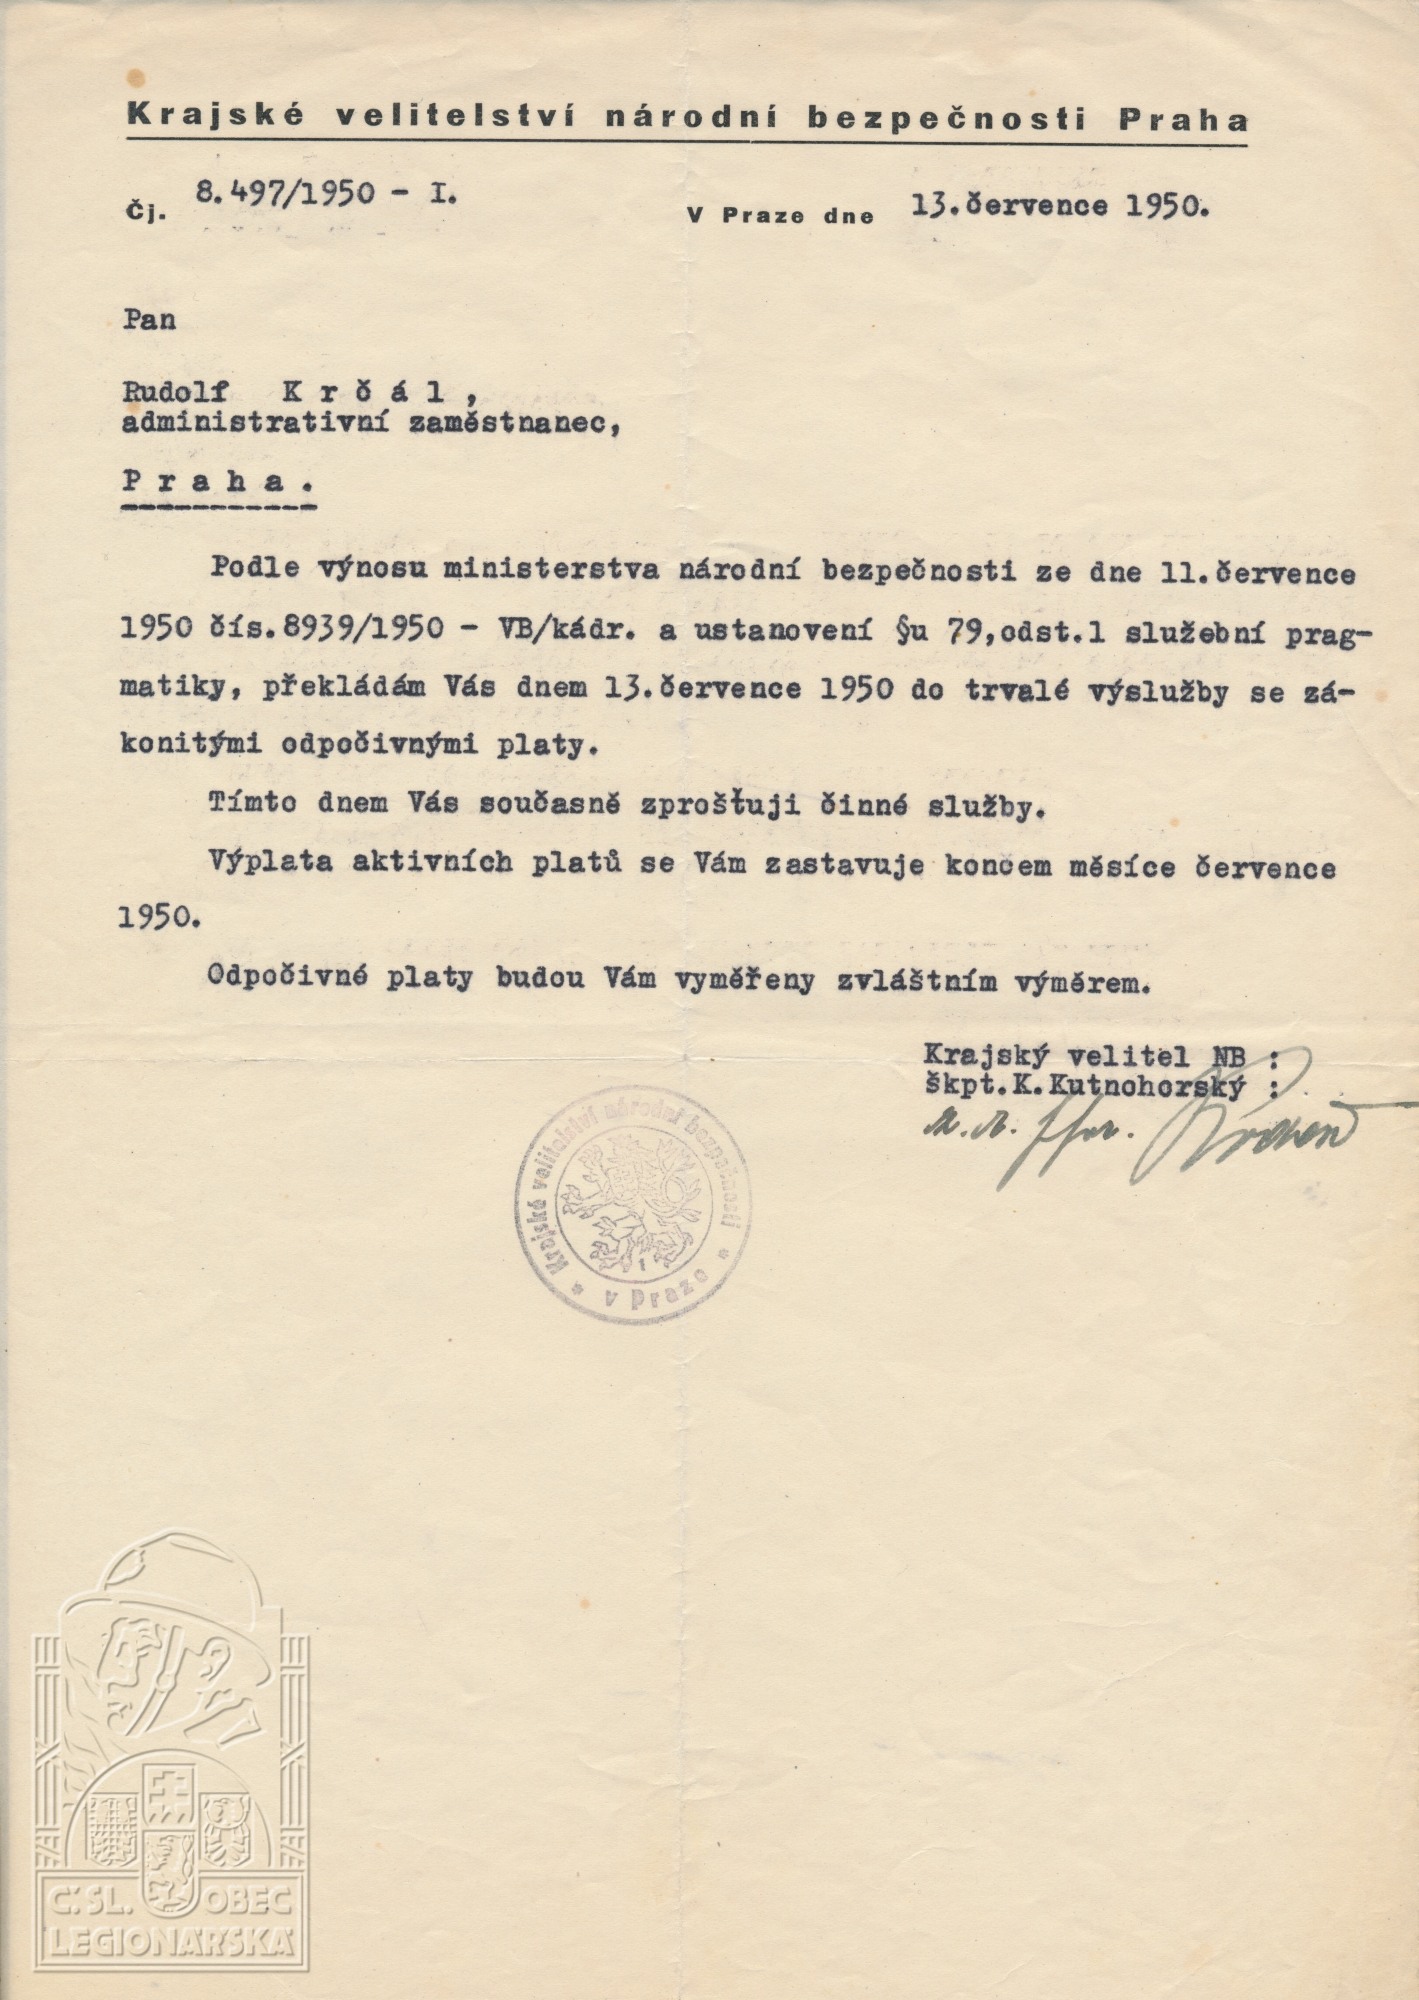 Krajské velitelství národní bezpečnosti Praha
Čj. 8.497/1950 - I. V Praze dne 13.července 1950.
Pan
Rudolf K r č á l ,
administrativní zaměstnanec,
P r a h a .
Podle výnosu ministerstva národní bezpečnosti ze dne 11.července
1950 čís.8939/1950 - VB/kádr. a ustanovení §u 79,odst.1 služební prag-
matiky, překládám Vás dnem 13.července 1950 do trvalé výslužby se zá-
konitými odpočivnými platy.
Tímto dnem Vás současně zprošťuji činné služby.
Výplata aktivních platů se Vám zastavuje koncem měsíce července
1950.
Odpočivné platy budou Vám vyměřeny zvláštním výměrem.
Krajský velitel NB :
škpt.K.Kutnohorský :
Krajské velitelství národní bezpečnosti
* v Praze *
1
Č.SL. OBEC
LEGIONÁŘSKÁ